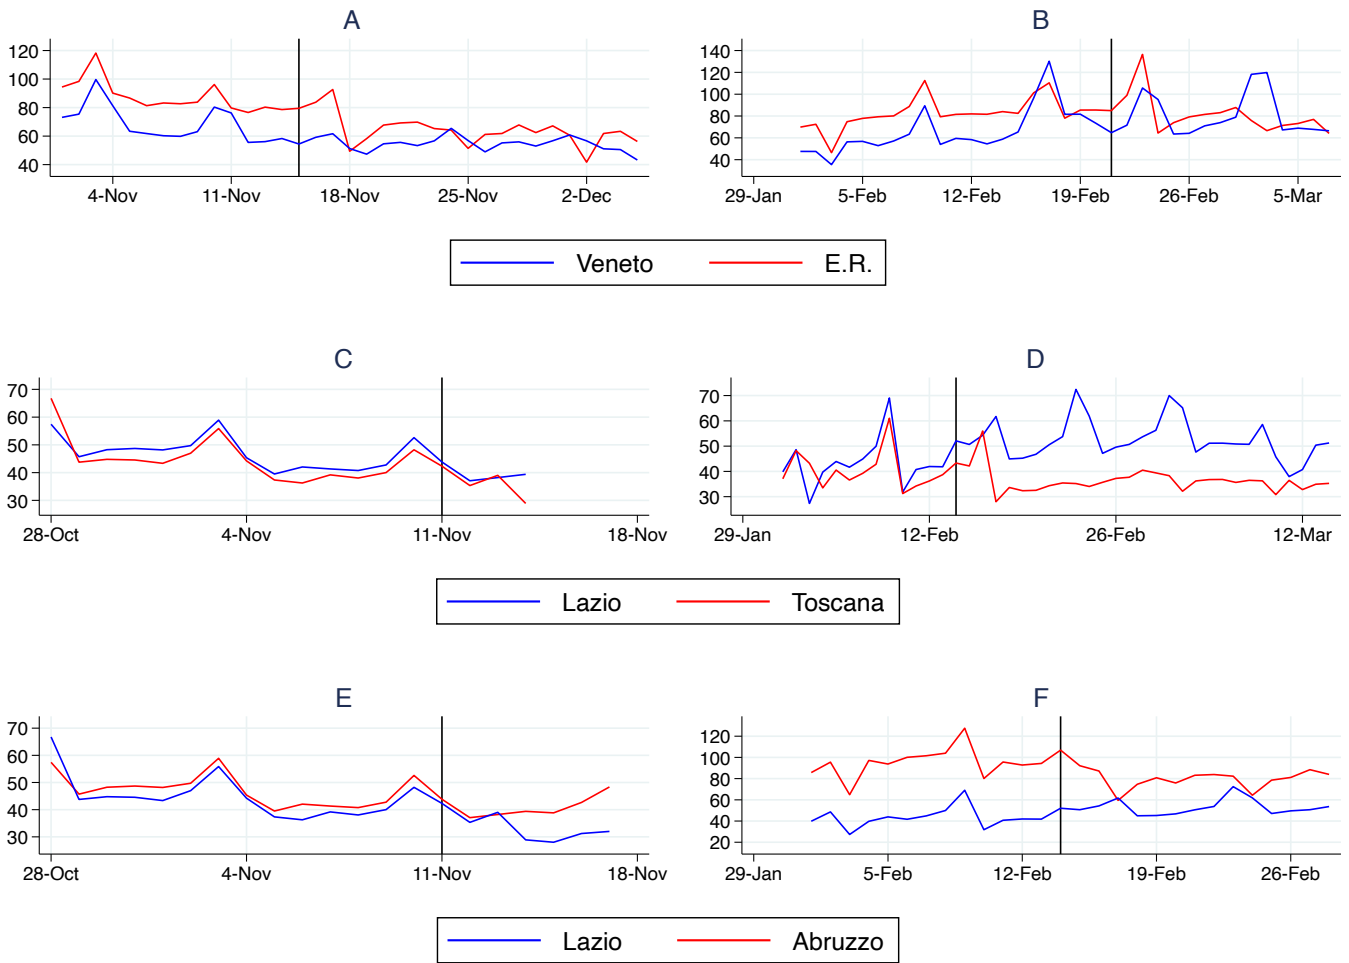 A
120
100
80
60
40
4-Nov 11-Nov 18-Nov 25-Nov 2-Dec
B
140
120
100
80
60
40
29-Jan 5-Feb 12-Feb 19-Feb 26-Feb 5-Mar
Veneto E.R.
C
70
60
50
40
30
28-Oct 4-Nov 11-Nov 18-Nov
D
70
60
50
40
30
29-Jan 12-Feb 26-Feb 12-Mar
Lazio Toscana
E
70
60
50
40
30
28-Oct 4-Nov 11-Nov 18-Nov
F
120
100
80
60
40
20
29-Jan 5-Feb 12-Feb 19-Feb 26-Feb
Lazio Abruzzo